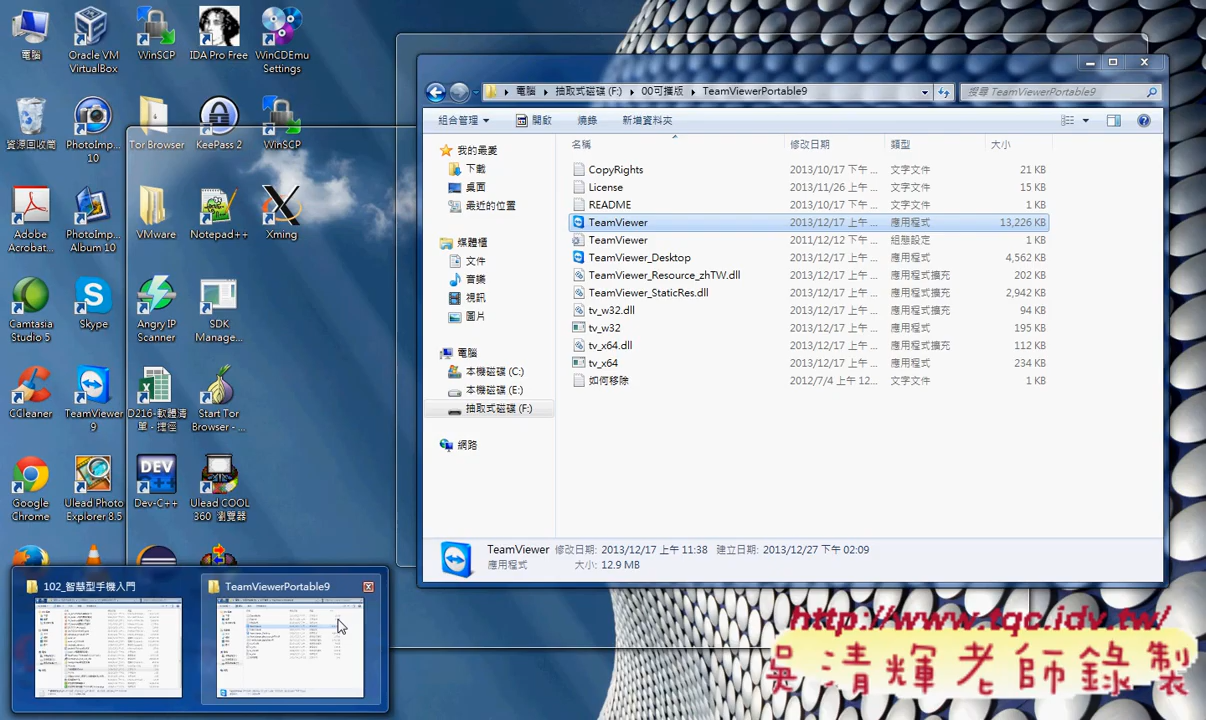 電腦
Oracle VM
VirtualBox
WinSCP
IDA Pro Free
WinCDEmu
Settings
資源回收筒
PhotoImp...
10
Tor Browser
KeePass 2
WinSCP
Adobe
Acrobat...
PhotoImp...
Album 10
VMware
Notepad++
Xming
Camtasia
Studio 5
Skype
Angry IP
Scanner
SDK
Manage...
CCleaner
TeamViewer
9
D216-軟體清
單 - 捷徑
Start Tor
Browser - ...
Google
Chrome
Ulead Photo
Explorer 8.5
Dev-C++
Ulead COOL
360 瀏覽器
電腦 抽取式磁碟 (F:) 00可攜版 TeamViewerPortable9
搜尋 TeamViewerPortable9
組合管理 開啟 燒錄 新增資料夾
名稱 修改日期 類型 大小
我的最愛
下載
桌面
最近的位置
媒體櫃
文件
音樂
視訊
圖片
電腦
本機磁碟 (C:)
本機磁碟 (E:)
抽取式磁碟 (F:)
網路
CopyRights 2013/10/17 下午 ... 文字文件 21 KB
License 2013/11/26 上午 ... 文字文件 15 KB
README 2013/10/17 下午 ... 文字文件 1 KB
TeamViewer 2013/12/17 上午 ... 應用程式 13,226 KB
TeamViewer 2011/12/12 下午 ... 組態設定 1 KB
TeamViewer_Desktop 2013/12/17 上午 ... 應用程式 4,562 KB
TeamViewer_Resource_zhTW.dll 2013/12/17 上午 ... 應用程式擴充 202 KB
TeamViewer_StaticRes.dll 2013/12/17 上午 ... 應用程式擴充 2,942 KB
tv_w32.dll 2013/12/17 上午 ... 應用程式擴充 94 KB
tv_w32 2013/12/17 上午 ... 應用程式 195 KB
tv_x64.dll 2013/12/17 上午 ... 應用程式擴充 112 KB
tv_x64 2013/12/17 上午 ... 應用程式 234 KB
如何移除 2012/7/4 上午 12... 文字文件 1 KB
TeamViewer 修改日期: 2013/12/17 上午 11:38 建立日期: 2013/12/27 下午 02:09
應用程式 大小: 12.9 MB
102_智慧型手機入門
TeamViewerPortable9
http://www.tqc.idv.tw/
吳清輝老師錄製